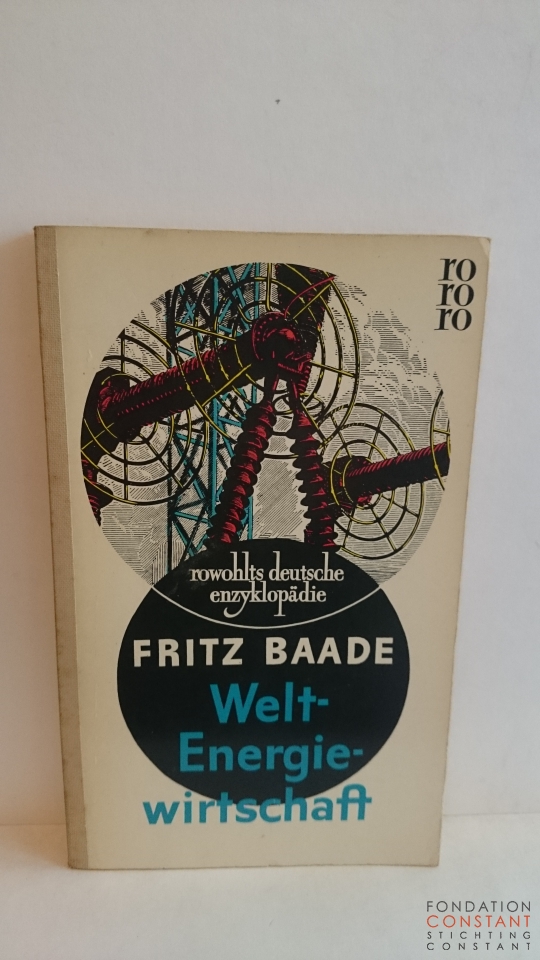 ro
ro
ro
rowohlts deutsche
enzyklopädie
FRITZ BAADE
Welt-
Energie-
wirtschaft
FONDATION
CONSTANT
STICHTING
CONSTANT